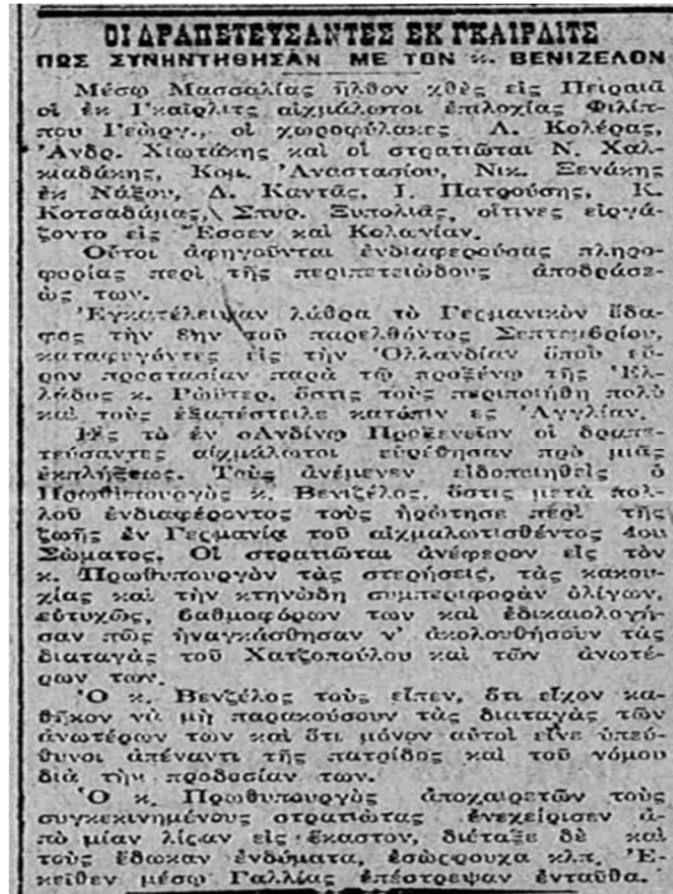 ΟΙ ΔΡΑΠΕΤΕΥΣΑΝΤΕΣ ΕΚ ΓΚΑΙΡΛΙΤΣ
ΠΩΣ ΣΥΝΗΝΤΗΘΗΣΑΝ ΜΕ ΤΟΝ κ. ΒΕΝΙΖΕΛΟΝ
Μέσῳ Μασσαλίας ἦλθον χθὲς εἰς Πειραιᾶ
οἱ ἐκ Γκαῖρλιτς αἰχμάλωτοι ἐπιλοχίας Φιλίπ-
που Γεώργ., οἱ χωροφύλακες Λ. Κολέρας,
Ἀνδρ. Χιωτάκης καὶ οἱ στρατιῶται Ν. Χαλ-
κιαδάκης, Κομ. Ἀναστασίου, Νικ. Ξενάκης
ἐκ Νάξου, Δ. Καντᾶς, Ι. Πατρούσης, Κ.
Κοτσαδάμας, Σπυρ. Ξυπολιᾶς, οἵτινες εἰργά-
ζοντο εἰς Ἔσσεν καὶ Κολωνίαν.
Οὗτοι ἀφηγοῦνται ἐνδιαφερούσας πληρο-
φορίας περὶ τῆς περιπετειώδους ἀποδράσε-
ώς των.
Ἐγκατέλειψαν λάθρα τὸ Γερμανικὸν ἔδα-
φος τὴν 8ην τοῦ παρελθόντος Σεπτεμβρίου,
καταφυγόντες εἰς τὴν Ὁλλανδίαν ὅπου εὗ-
ρον προστασίαν παρὰ τῷ προξένῳ τῆς Ἑλ-
λάδος κ. Ρώϋτερ, ὅστις τοὺς περιποιήθη πολὺ
καὶ τοὺς ἐξαπέστειλε κατόπιν ες Ἀγγλίαν.
τὸ ἐν οΛνδίνῳ Προξενεῖον οἱ δραπε-
τεύσαντες αἰχμάλωτοι εὑρέθησαν πρὸ μιᾶς
ἐκπλήξεως. Τοὺς ἀνέμενεν εἰδοποιηθεὶς ὁ
Πρωθυπουργὸς κ. Βενιζέλος, ὅστις μετὰ πολ-
λοῦ ἐνδιαφέροντος τοὺς ἠρώτησε περὶ τῆς
ζωῆς ἐν Γερμανίᾳ τοῦ αἰχμαλωτισθέντος 4ου
Σώματος. Οἱ στρατιῶται ἀνέφερον εἰς τὸν
κ. Πρωθυπουργὸν τὰς στερήσεις, τὰς κακου-
χίας καὶ τὴν κτηνώδη συμπεριφορὰν ὀλίγων,
εὐτυχῶς, βαθμοφόρων των καὶ ἐδικαιολογή-
σαν πῶς ἠναγκάσθησαν ν' ἀκολουθήσουν τὰς
διαταγὰς τοῦ Χατζοπούλου καὶ τῶν ἀνωτέ-
ρων των.
Ὁ κ. Βενζέλος τοὺς εἶπεν, ὅτι εἶχον κα-
θῆκον νὰ μὴ παρακούσουν τὰς διαταγὰς τῶν
ἀνωτέρων των καὶ ὅτι μόνον αὐτοὶ εἶνε ὑπεύ-
θυνοι ἀπέναντι τῆς πατρίδος καὶ τοῦ νόμου
διὰ τὴν προδοσίαν των.
Ὁ κ. Πρωθυπουργὸς ἀποχαιρετῶν τοὺς
συγκεκινημένους στρατιώτας ἐνεχείρισεν ἀ-
πὸ μίαν λίραν εἰς ἕκαστον, διέταξε δὲ καὶ
τοὺς ἔδωκαν ἐνδύματα, ἐσώρρουχα κλπ. Ἐ-
κεῖθεν μέσῳ Γαλλίας ἐπέστρεψαν ἐνταῦθα.